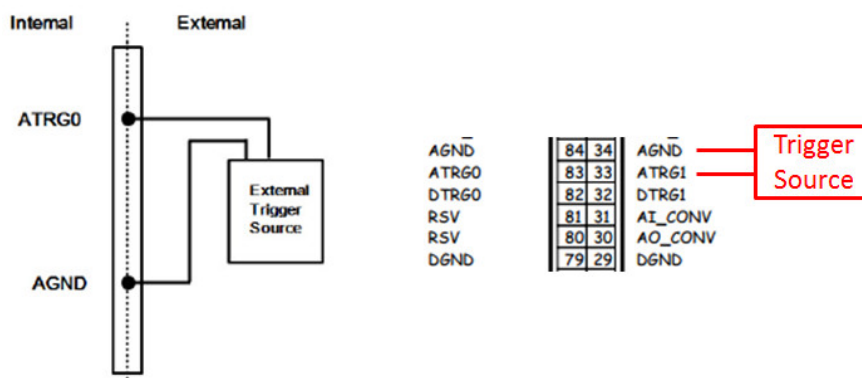 Internal External
ATRG0
AGND
External
Trigger
Source
AGND 84 34 AGND
ATRG0 83 33 ATRG1
DTRG0 82 32 DTRG1
RSV 81 31 AI_CONV
RSV 80 30 AO_CONV
DGND 79 29 DGND
Trigger
Source